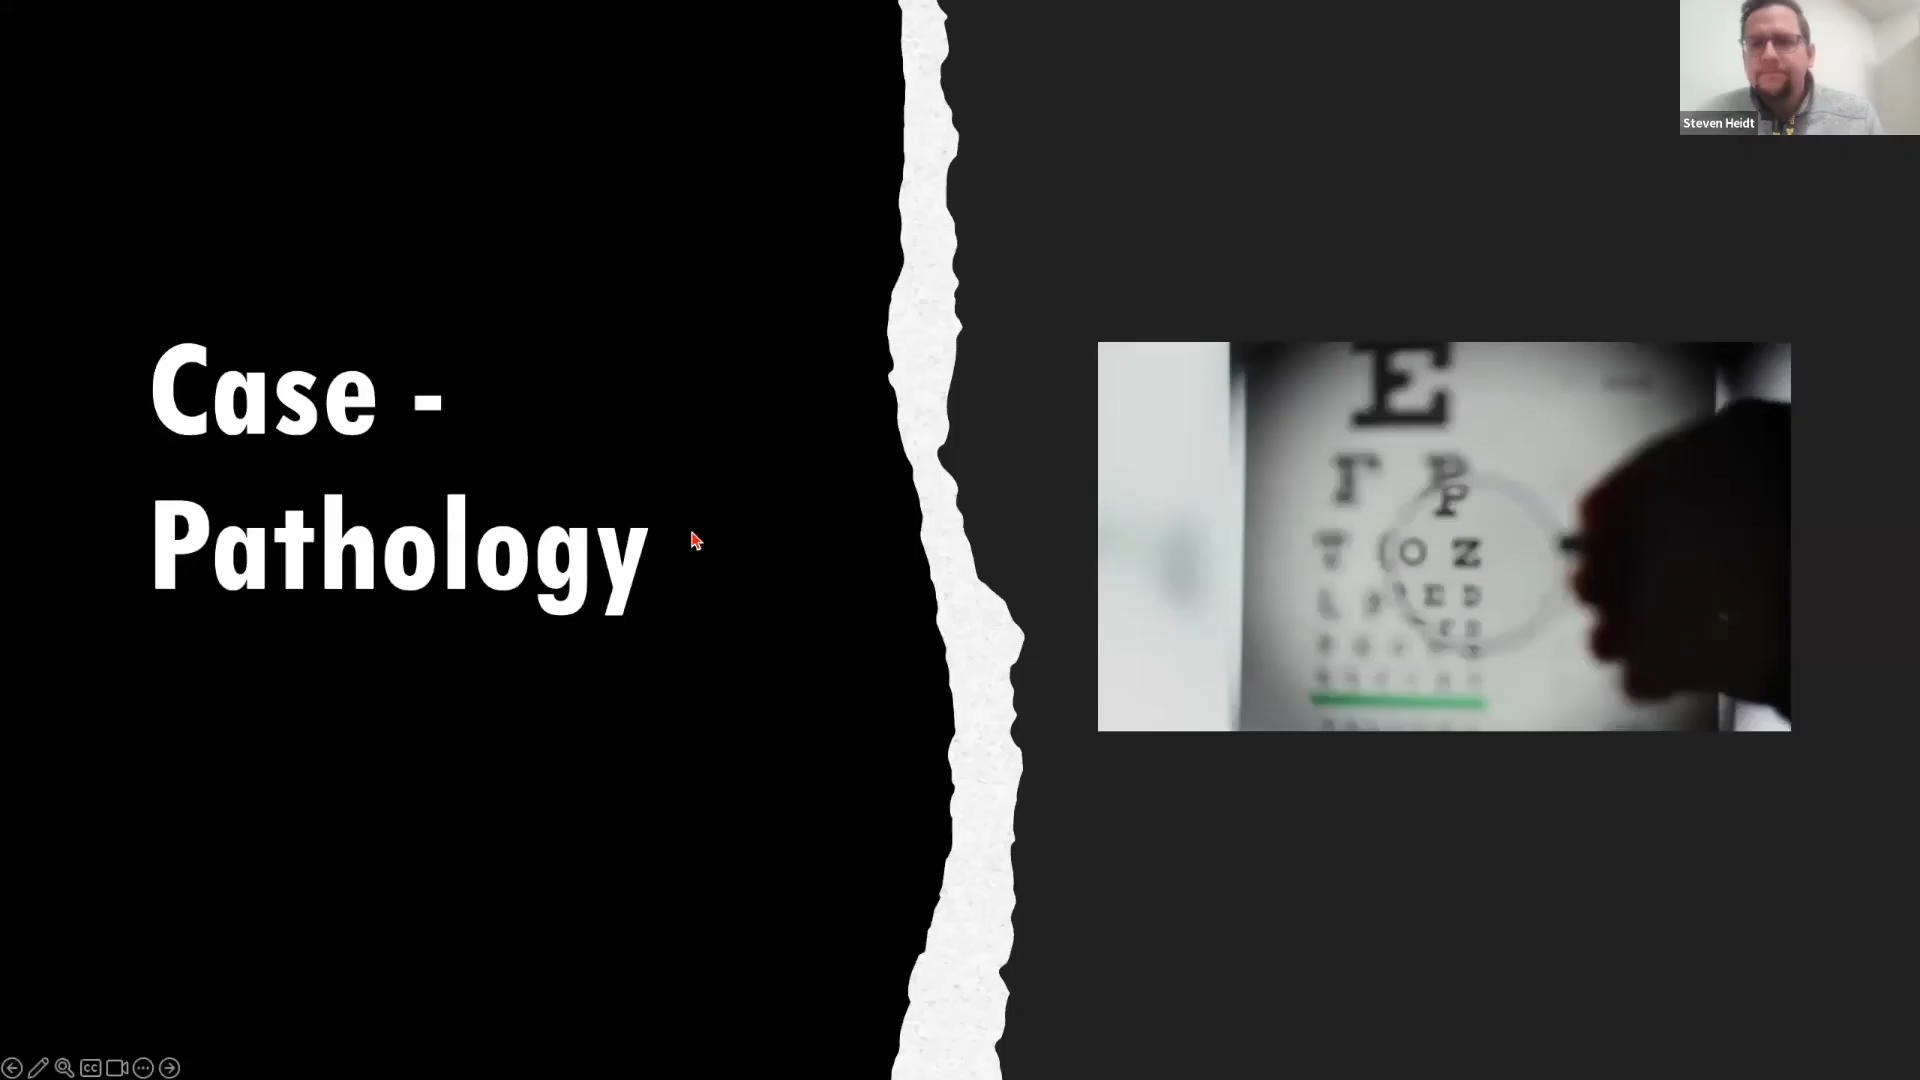 Case -
Pathology
Steven Heidt
E
P
P
O Z